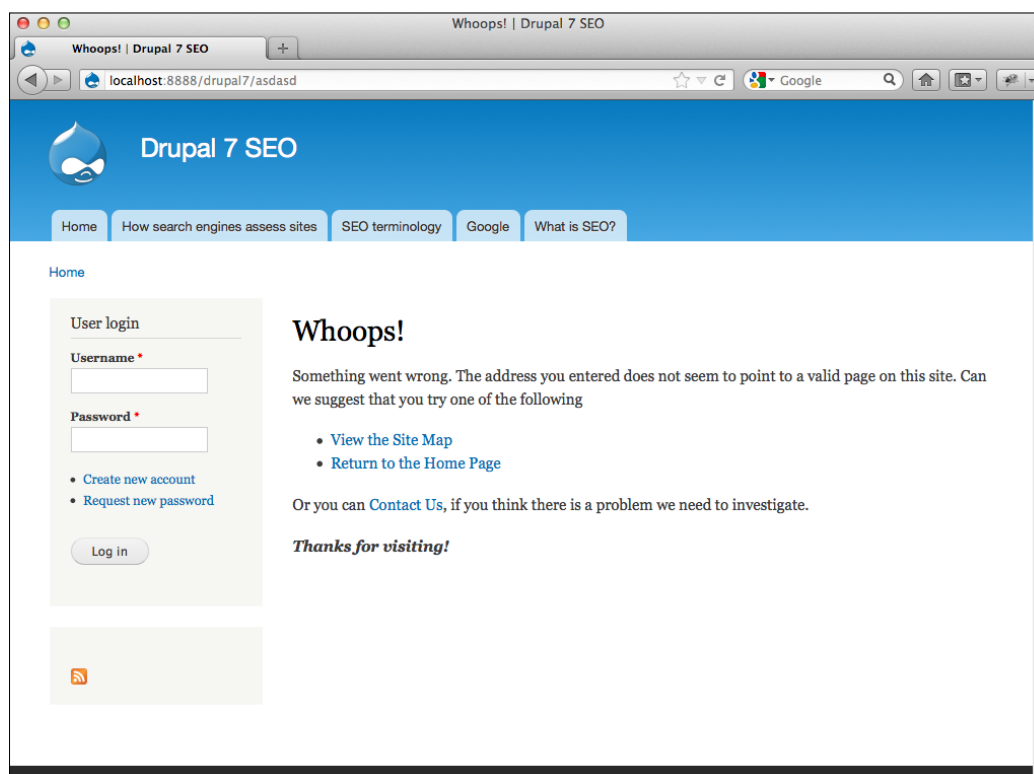 Whoops! | Drupal 7 SEO
Whoops! | Drupal 7 SEO
localhost:8888/drupal7/asdasd
Google
Drupal 7 SEO
Home
How search engines assess sites
SEO terminology
Google
What is SEO?
Home
User login
Username *
Password *
Create new account
Request new password
Log in
Whoops!
Something went wrong. The address you entered does not seem to point to a valid page on this site. Can
we suggest that you try one of the following
View the Site Map
Return to the Home Page
Or you can Contact Us, if you think there is a problem we need to investigate.
Thanks for visiting!